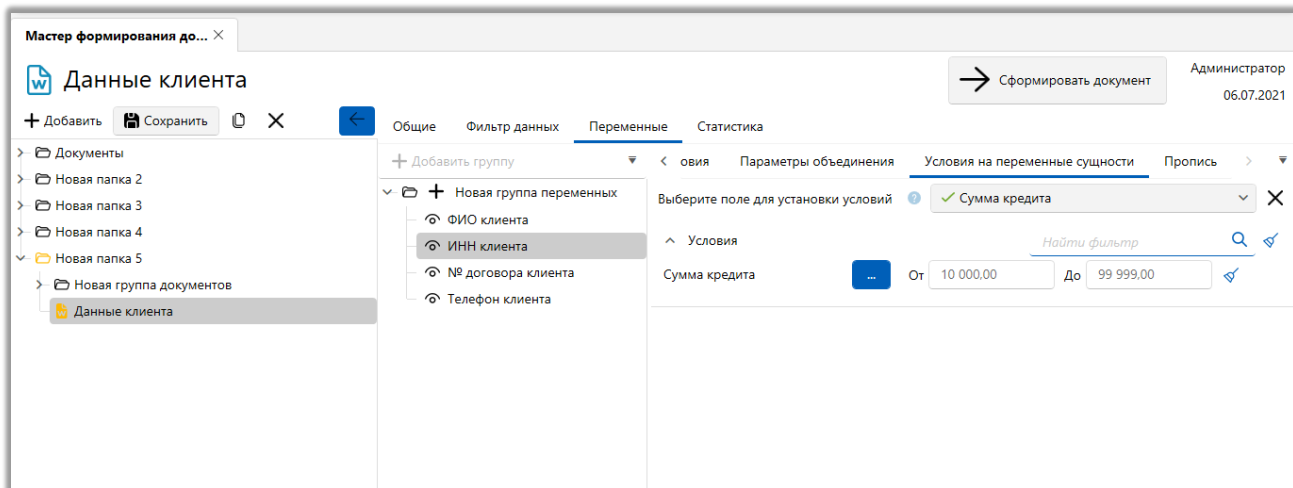 Мастер формирования до...
Данные клиента
Сформировать документ
Администратор
06.07.2021
Добавить Сохранить
Общие Фильтр данных Переменные Статистика
Документы
Новая папка 2
Новая папка 3
Новая папка 4
Новая папка 5
Новая группа документов
Данные клиента
Добавить группу
Новая группа переменных
ФИО клиента
ИНН клиента
№ договора клиента
Телефон клиента
овия Параметры объединения Условия на переменные сущности Пропись
Выберите поле для установки условий ? Сумма кредита
Условия Найти фильтр
Сумма кредита ... От 10 000,00 До 99 999,00